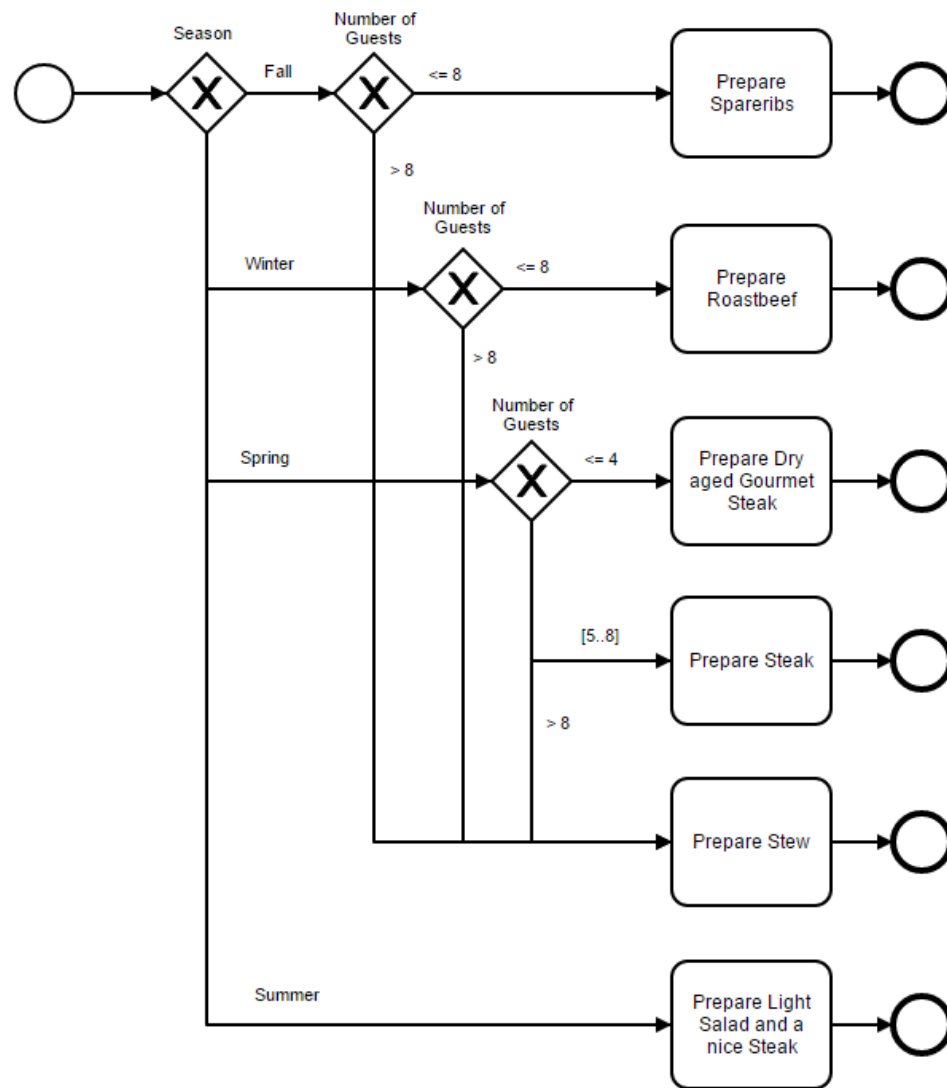 Season
Number of
Guests
Fall
<= 8
Prepare
Spareribs
> 8
Number of
Guests
Winter
<= 8
Prepare
Roastbeef
> 8
Number of
Guests
Spring
<= 4
Prepare Dry
aged Gourmet
Steak
[5..8]
Prepare Steak
> 8
Prepare Stew
Summer
Prepare Light
Salad and a
nice Steak